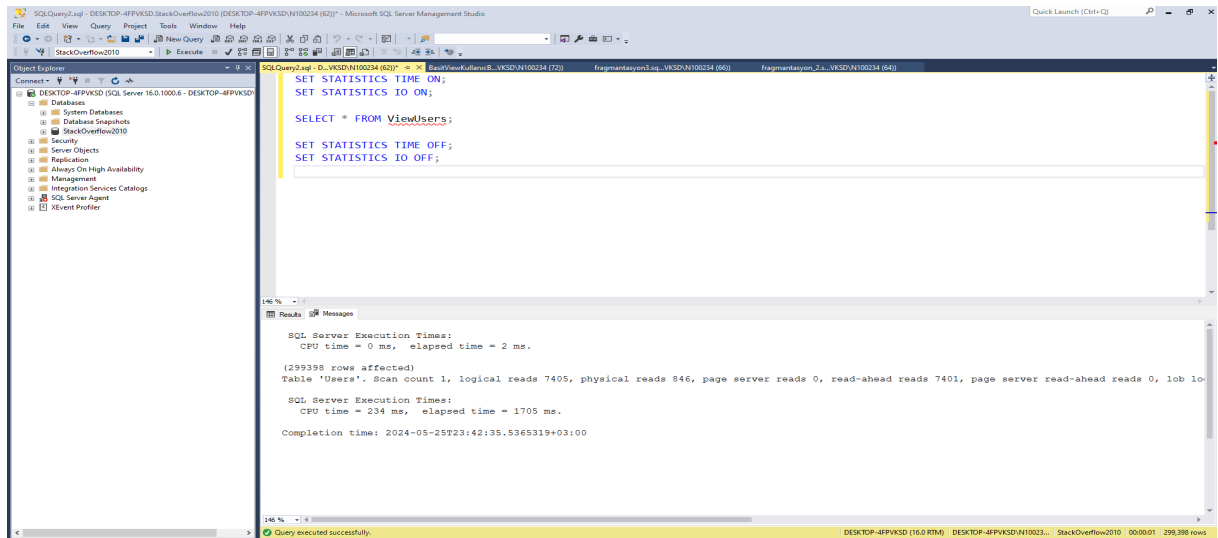 SQLQuery2.sql - DESKTOP-4FPVKSD.StackOverflow2010 (DESKTOP-4FPVKSD\N100234 (62))* - Microsoft SQL Server Management Studio
Quick Launch (Ctrl+Q)
File Edit View Query Project Tools Window Help
New Query
StackOverflow2010 Execute
Object Explorer
Connect
DESKTOP-4FPVKSD (SQL Server 16.0.1000.6 - DESKTOP-4FPVKSD\
Databases
System Databases
Database Snapshots
StackOverflow2010
Security
Server Objects
Replication
Always On High Availability
Management
Integration Services Catalogs
SQL Server Agent
XEvent Profiler
SQLQuery2.sql - D...VKSD\N100234 (62))* BasitViewKullanicB...VKSD\N100234 (72)) fragmantasyon3.sq...VKSD\N100234 (66)) fragmantasyon_2.s...VKSD\N100234 (64))
SET STATISTICS TIME ON;
SET STATISTICS IO ON;
SELECT * FROM ViewUsers;
SET STATISTICS TIME OFF;
SET STATISTICS IO OFF;
146 %
Results Messages
SQL Server Execution Times:
CPU time = 0 ms, elapsed time = 2 ms.
(299398 rows affected)
Table 'Users'. Scan count 1, logical reads 7405, physical reads 846, page server reads 0, read-ahead reads 7401, page server read-ahead reads 0, lob lo
SQL Server Execution Times:
CPU time = 234 ms, elapsed time = 1705 ms.
Completion time: 2024-05-25T23:42:35.5365319+03:00
146 %
Query executed successfully.
DESKTOP-4FPVKSD (16.0 RTM) DESKTOP-4FPVKSD\N10023... StackOverflow2010 00:00:01 299,398 rows